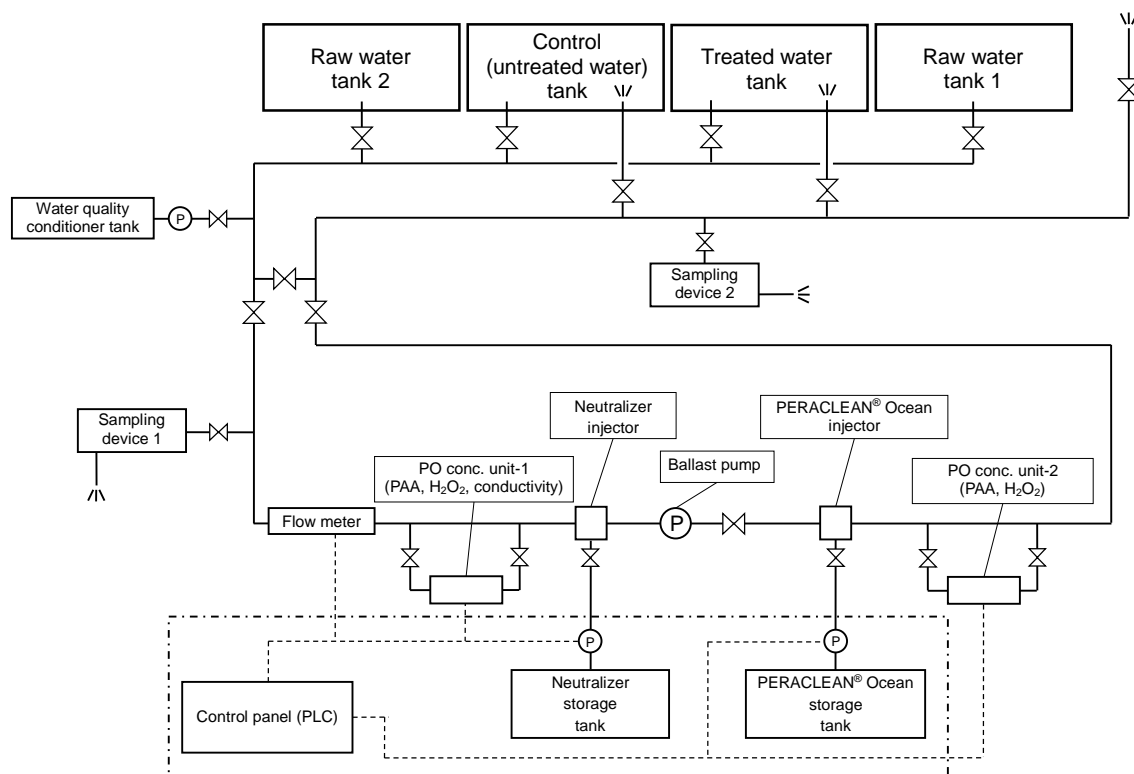 Raw water
tank 2
Control
(untreated water)
tank
Treated water
tank
Raw water
tank 1
Water quality
conditioner tank
P
Sampling
device 2
Sampling
device 1
Neutralizer
injector
PERACLEAN® Ocean
injector
PO conc. unit-1
(PAA, H₂O₂, conductivity)
Ballast pump
PO conc. unit-2
(PAA, H₂O₂)
Flow meter
P
P
P
Control panel (PLC)
Neutralizer
storage
tank
PERACLEAN® Ocean
storage
tank